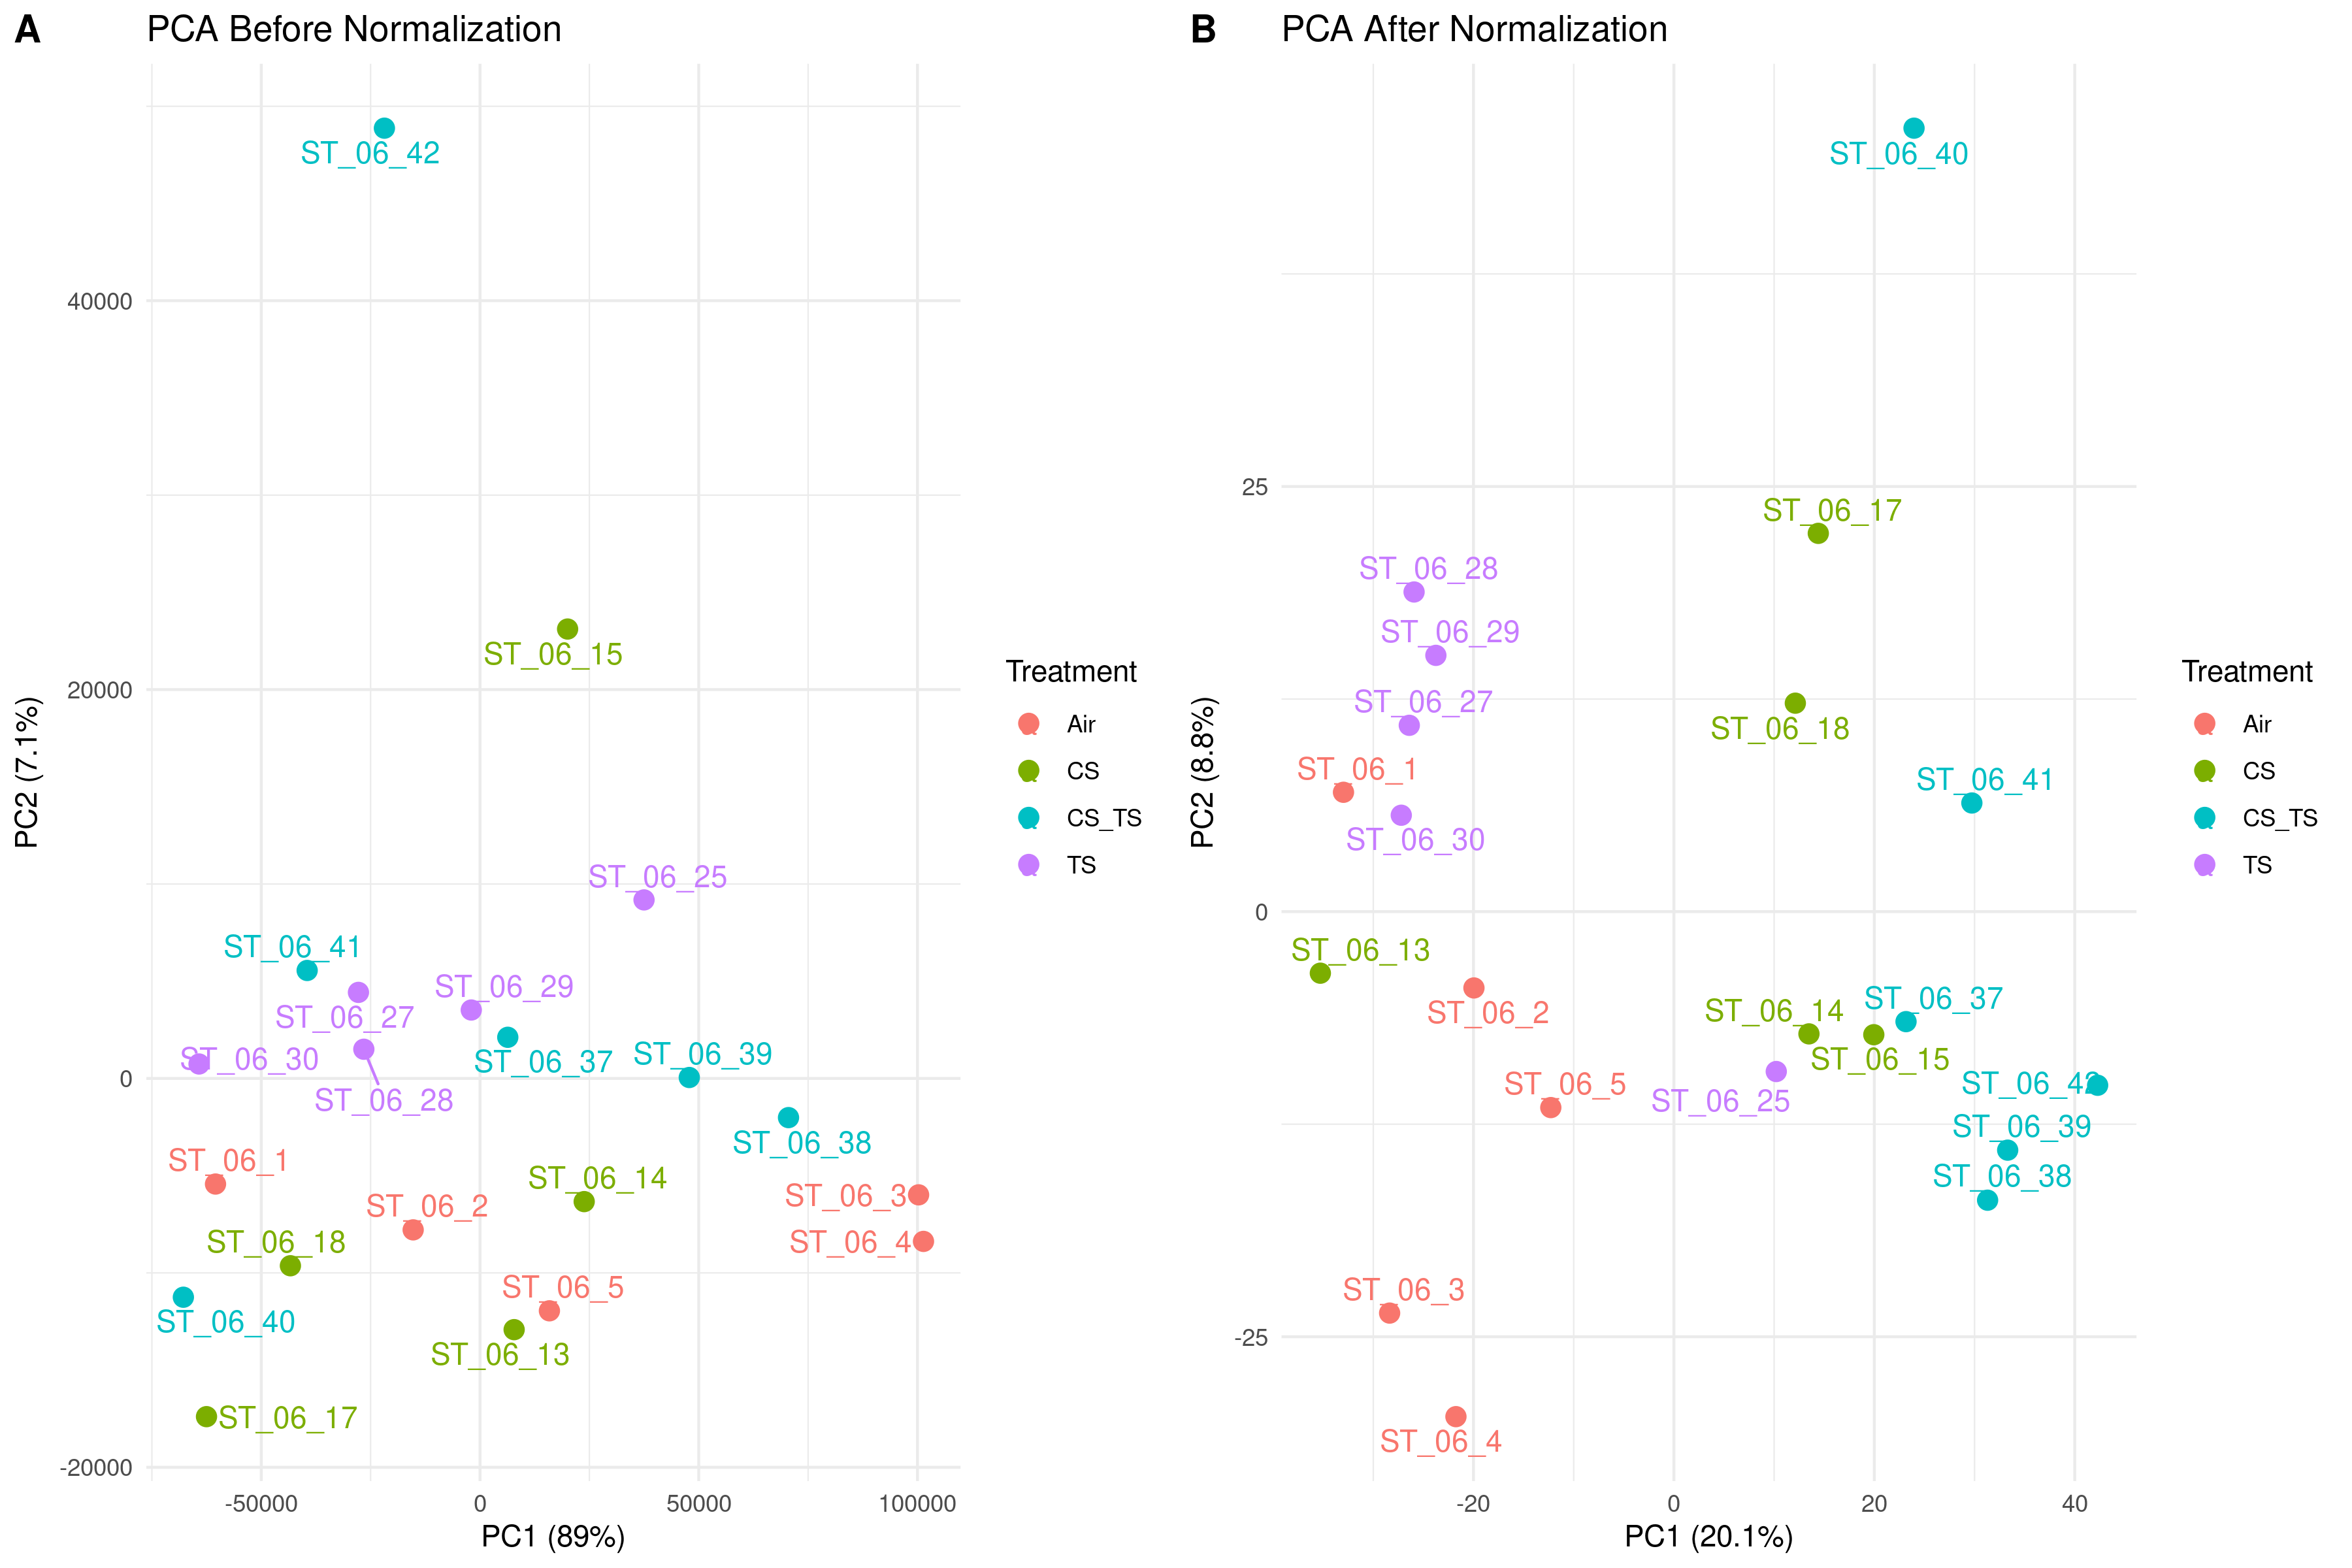 A
PCA Before Normalization
ST_06_42
40000
ST_06_15
20000
ST_06_25
ST_06_41
ST_06_29
ST_06_27
ST_06_37
ST_06_39
ST_06_30
0
ST_06_28
ST_06_38
ST_06_1
ST_06_14
ST_06_3
ST_06_2
ST_06_4
ST_06_18
ST_06_5
ST_06_40
ST_06_13
ST_06_17
-20000
-50000 0 50000 100000
PC1 (89%)
PC2 (7.1%)
Treatment
Air
CS
CS_TS
TS
B
PCA After Normalization
ST_06_40
25
ST_06_17
ST_06_28
ST_06_29
ST_06_27
ST_06_18
ST_06_1
ST_06_41
ST_06_30
0
ST_06_13
ST_06_2
ST_06_14
ST_06_37
ST_06_15
ST_06_5
ST_06_25
ST_06_42
ST_06_39
ST_06_38
ST_06_3
-25
ST_06_4
-20 0 20 40
PC1 (20.1%)
PC2 (8.8%)
Treatment
Air
CS
CS_TS
TS